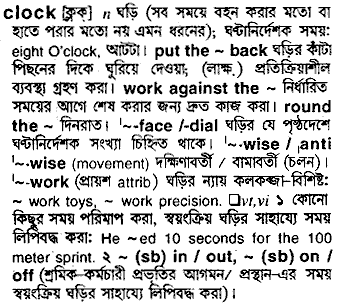 clock [ক্লক্] n ঘড়ি (সব সময়ে বহন করার মতো বা
হাতে পরার মতো নয় এমন ধরনের); ঘণ্টানির্দেশক সময়:
eight O'clock, আটটা। put the ~ back ঘড়ির কাঁটা
পিছনের দিকে ঘুরিয়ে দেওয়া; (লাক্ষ.) প্রতিক্রিয়াশীল
ব্যবস্থা গ্রহণ করা। work against the ~ নির্ধারিত
সময়ের আগে শেষ করার জন্য দ্রুত কাজ করা। round
the ~ দিনরাত। ˈ~-face /-dial ঘড়ির যে পৃষ্ঠদেশে
ঘণ্টানির্দেশক সংখ্যা চিহ্নিত থাকে। ˈ~-wise / anti
ˈ~-wise (movement) দক্ষিণাবর্তী / বামাবর্তী (চলন)।
ˈ~-work (প্রায়শ attrib) ঘড়ির ন্যায় কলকব্জা-বিশিষ্ট:
~ work toys, ~ work precision. ❑vt,vi ১ কোনো
কিছুর সময় পরিমাপ করা, স্বয়ংক্রিয় ঘড়ির সাহায্যে সময়
লিপিবদ্ধ করা: He ~ed 10 seconds for the 100
meter sprint. ২ ~ (sb) in / out, ~ (sb) on /
off (শ্রমিক-কর্মচারী প্রভৃতির আগমন/ প্রস্থান-এর সময়
স্বয়ংক্রিয় ঘড়ির সাহায্যে লিপিবদ্ধ করা)।